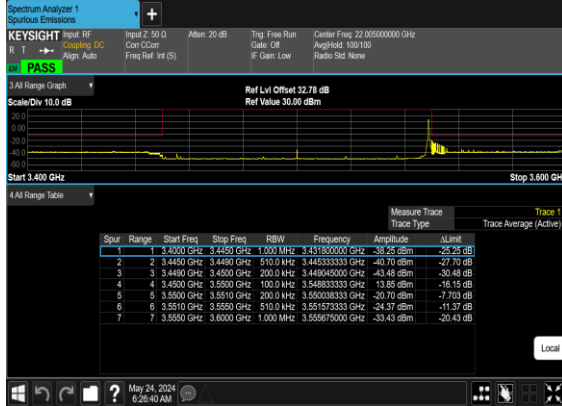 Spectrum Analyzer 1
Spurious Emissions
+
KEYSIGHT Input: RF Input Z: 50 Ω Atten: 20 dB Trig: Free Run Center Freq: 22.005000000 GHz
R T Coupling: DC Corr CCorr Gate: Off Avg|Hold: 100/100
Align: Auto Freq Ref: Int (S) IF Gain: Low Radio Std: None
PASS
3 All Range Graph
Ref Lvl Offset 32.78 dB
Scale/Div 10.0 dB Ref Value 30.00 dBm
20.0
0.00
-20.0
-40.0
-60.0
Start 3.400 GHz Stop 3.600 GH
4 All Range Table
Measure Trace Trace 1
Trace Type Trace Average (Active)
Spur Range Start Freq Stop Freq RBW Frequency Amplitude ΔLimit
1 1 3.4000 GHz 3.4450 GHz 1.000 MHz 3.431800000 GHz -38.25 dBm -25.25 dB
2 2 3.4450 GHz 3.4490 GHz 510.0 kHz 3.445333333 GHz -40.70 dBm -27.70 dB
3 3 3.4490 GHz 3.4500 GHz 200.0 kHz 3.449045000 GHz -43.48 dBm -30.48 dB
4 4 3.4500 GHz 3.5500 GHz 100.0 kHz 3.548833333 GHz 13.85 dBm -16.15 dB
5 5 3.5500 GHz 3.5510 GHz 200.0 kHz 3.550038333 GHz -20.70 dBm -7.703 dB
6 6 3.5510 GHz 3.5550 GHz 510.0 kHz 3.551573333 GHz -24.37 dBm -11.37 dB
7 7 3.5550 GHz 3.6000 GHz 1.000 MHz 3.555675000 GHz -33.43 dBm -20.43 dB
Local
?
May 24, 2024
6:26:40 AM